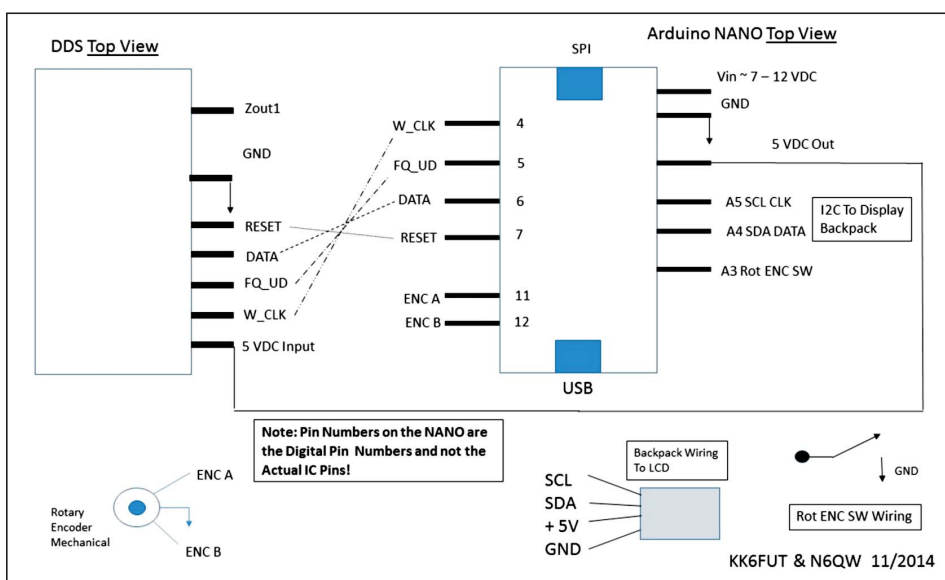 DDS Top View
Arduino NANO Top View
SPI
Zout1
GND
RESET
DATA
FQ_UD
W_CLK
5 VDC Input
W_CLK
FQ_UD
DATA
RESET
ENC A
ENC B
4
5
6
7
11
12
USB
Vin ~ 7 – 12 VDC
GND
5 VDC Out
A5 SCL CLK
A4 SDA DATA
A3 Rot ENC SW
I2C To Display
Backpack
Note: Pin Numbers on the NANO are
the Digital Pin Numbers and not the
Actual IC Pins!
Rotary
Encoder
Mechanical
ENC A
ENC B
Backpack Wiring
To LCD
SCL
SDA
+ 5V
GND
GND
Rot ENC SW Wiring
KK6FUT & N6QW 11/2014